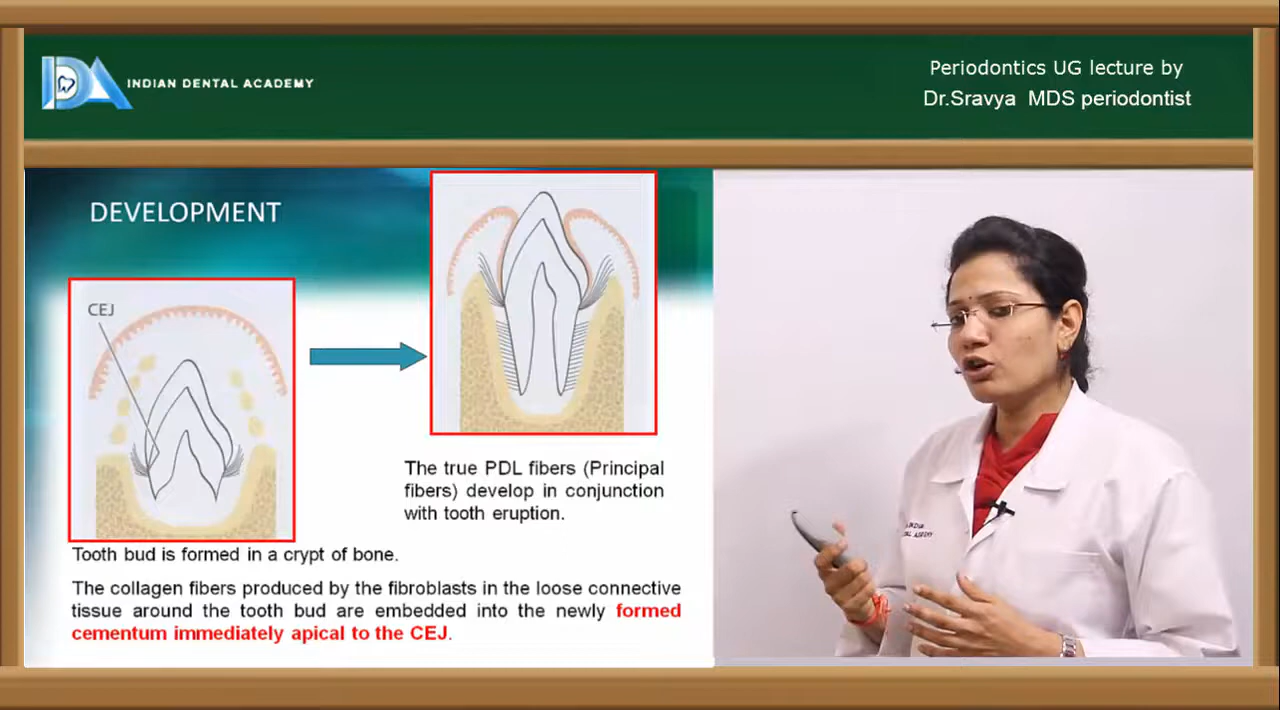 INDIAN DENTAL ACADEMY
Periodontics UG lecture by
Dr.Sravya MDS periodontist
DEVELOPMENT
CEJ
The true PDL fibers (Principal
fibers) develop in conjunction
with tooth eruption.
Tooth bud is formed in a crypt of bone.
The collagen fibers produced by the fibroblasts in the loose connective
tissue around the tooth bud are embedded into the newly formed
cementum immediately apical to the CEJ.